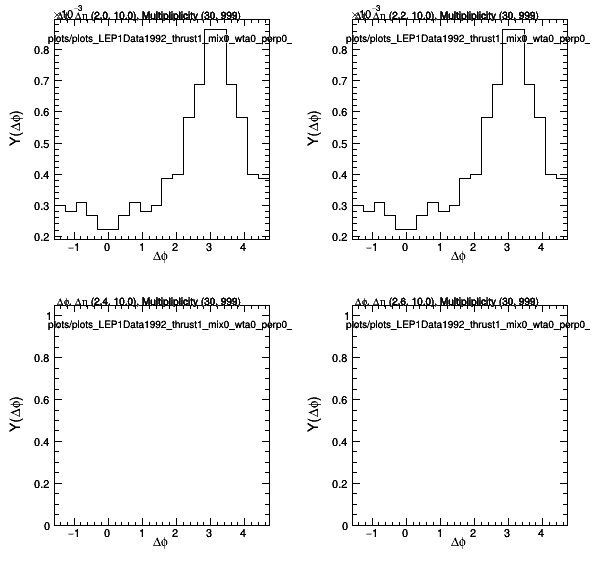 ×10⁻³ Δϕ, Δη (2.0, 10.0), Multipliplicity (30, 999)
plots/plots_LEP1Data1992_thrust1_mix0_wta0_perp0_
Y(Δϕ)
0.8
0.7
0.6
0.5
0.4
0.3
0.2
−1 0 1 2 3 4
Δϕ
×10⁻³ Δϕ, Δη (2.2, 10.0), Multipliplicity (30, 999)
plots/plots_LEP1Data1992_thrust1_mix0_wta0_perp0_
Y(Δϕ)
0.8
0.7
0.6
0.5
0.4
0.3
0.2
−1 0 1 2 3 4
Δϕ
Δϕ, Δη (2.4, 10.0), Multipliplicity (30, 999)
plots/plots_LEP1Data1992_thrust1_mix0_wta0_perp0_
Y(Δϕ)
1
0.8
0.6
0.4
0.2
0
−1 0 1 2 3 4
Δϕ
Δϕ, Δη (2.6, 10.0), Multipliplicity (30, 999)
plots/plots_LEP1Data1992_thrust1_mix0_wta0_perp0_
Y(Δϕ)
1
0.8
0.6
0.4
0.2
0
−1 0 1 2 3 4
Δϕ